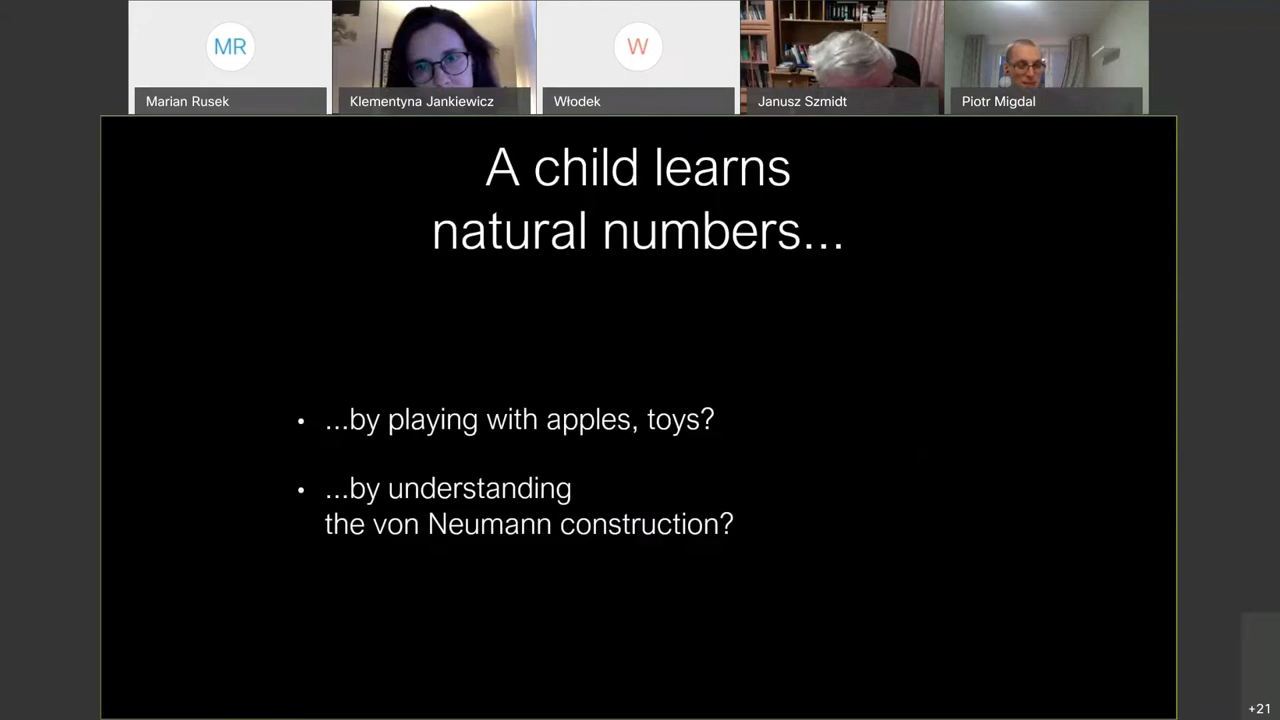 MR
W
Marian Rusek
Klementyna Jankiewicz
Włodek
Janusz Szmidt
Piotr Migdal
A child learns
natural numbers...
• ...by playing with apples, toys?
• ...by understanding
the von Neumann construction?
+21